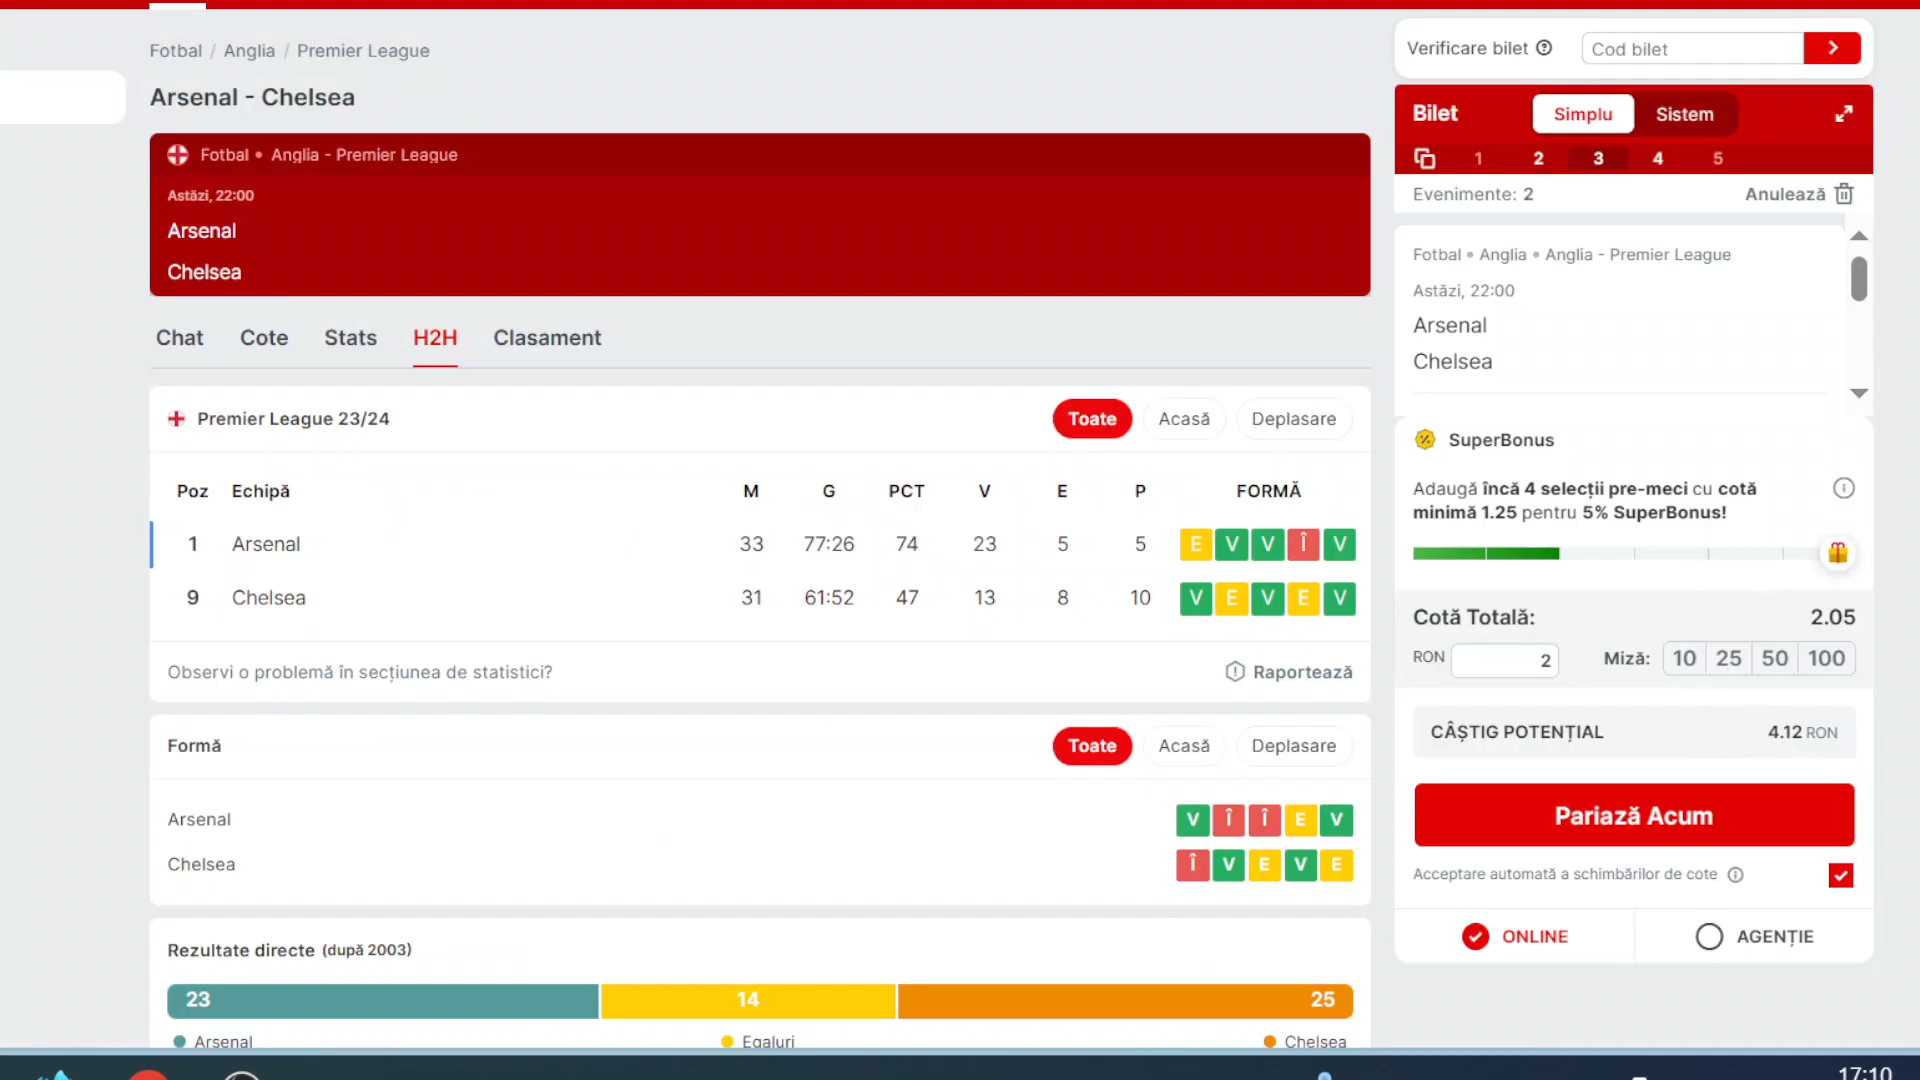 Fotbal / Anglia / Premier League
Arsenal - Chelsea
Fotbal • Anglia - Premier League
Astăzi, 22:00
Arsenal
Chelsea
Chat Cote Stats H2H Clasament
Premier League 23/24 Toate Acasă Deplasare
Poz Echipă M G PCT V E P FORMĂ
1 Arsenal 33 77:26 74 23 5 5 E V V Î V
9 Chelsea 31 61:52 47 13 8 10 V E V E V
Observi o problemă în secțiunea de statistici? Raportează
Formă Toate Acasă Deplasare
Arsenal V Î Î E V
Chelsea Î V E V E
Rezultate directe (după 2003)
23 14 25
Arsenal Egaluri Chelsea
Verificare bilet Cod bilet
Bilet Simplu Sistem
1 2 3 4 5
Evenimente: 2 Anulează
Fotbal • Anglia • Anglia - Premier League
Astăzi, 22:00
Arsenal
Chelsea
SuperBonus
Adaugă încă 4 selecții pre-meci cu cotă
minimă 1.25 pentru 5% SuperBonus!
Cotă Totală: 2.05
RON 2 Miză: 10 25 50 100
CÂȘTIG POTENȚIAL 4.12 RON
Pariază Acum
Acceptare automată a schimbărilor de cote
ONLINE AGENȚIE
17:10